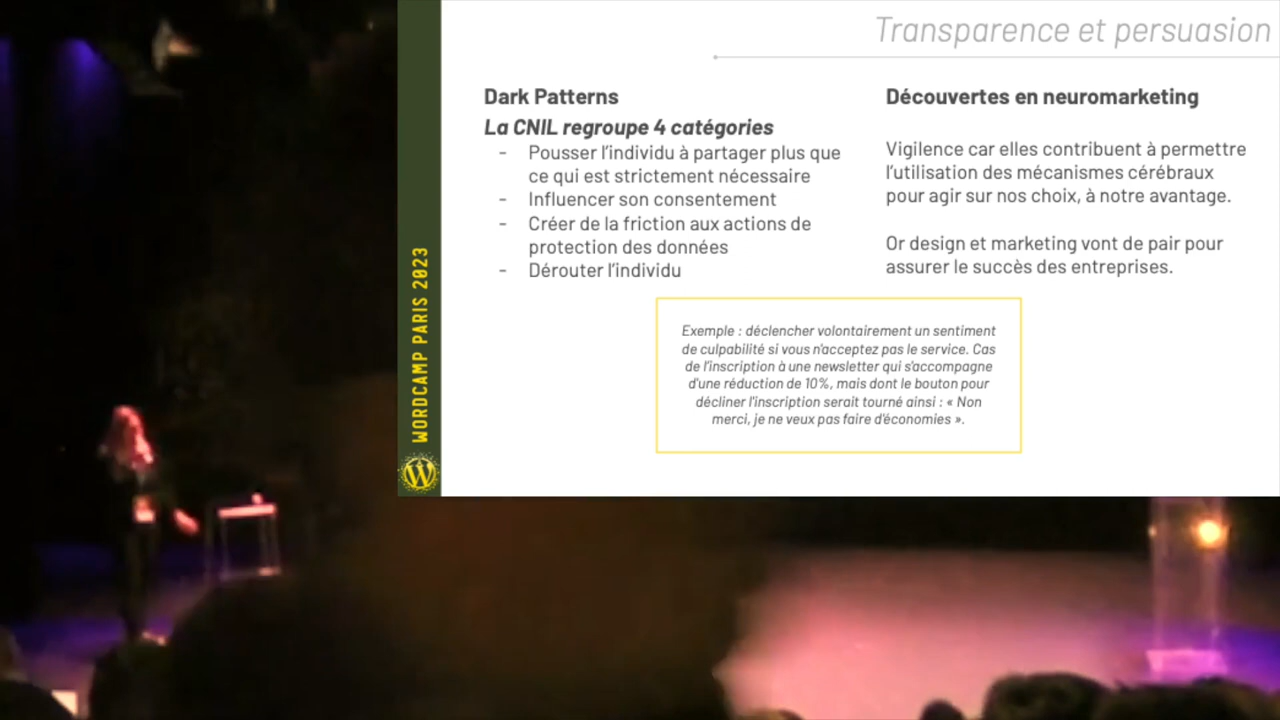 Transparence et persuasion
Dark Patterns
La CNIL regroupe 4 catégories
- Pousser l'individu à partager plus que
ce qui est strictement nécessaire
- Influencer son consentement
- Créer de la friction aux actions de
protection des données
- Dérouter l'individu
Découvertes en neuromarketing
Vigilence car elles contribuent à permettre
l'utilisation des mécanismes cérébraux
pour agir sur nos choix, à notre avantage.
Or design et marketing vont de pair pour
assurer le succès des entreprises.
Exemple : déclencher volontairement un sentiment
de culpabilité si vous n'acceptez pas le service. Cas
de l'inscription à une newsletter qui s'accompagne
d'une réduction de 10%, mais dont le bouton pour
décliner l'inscription serait tourné ainsi : « Non
merci, je ne veux pas faire d'économies ».
WORDCAMP PARIS 2023